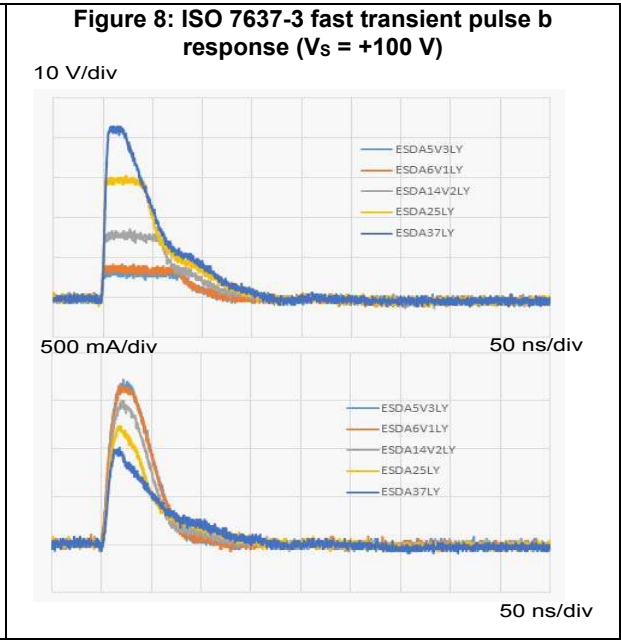 Figure 8: ISO 7637-3 fast transient pulse b
response (Vs = +100 V)
10 V/div
ESDA5V3LY
ESDA6V1LY
ESDA14V2LY
ESDA25LY
ESDA37LY
500 mA/div
50 ns/div
ESDA5V3LY
ESDA6V1LY
ESDA14V2LY
ESDA25LY
ESDA37LY
50 ns/div